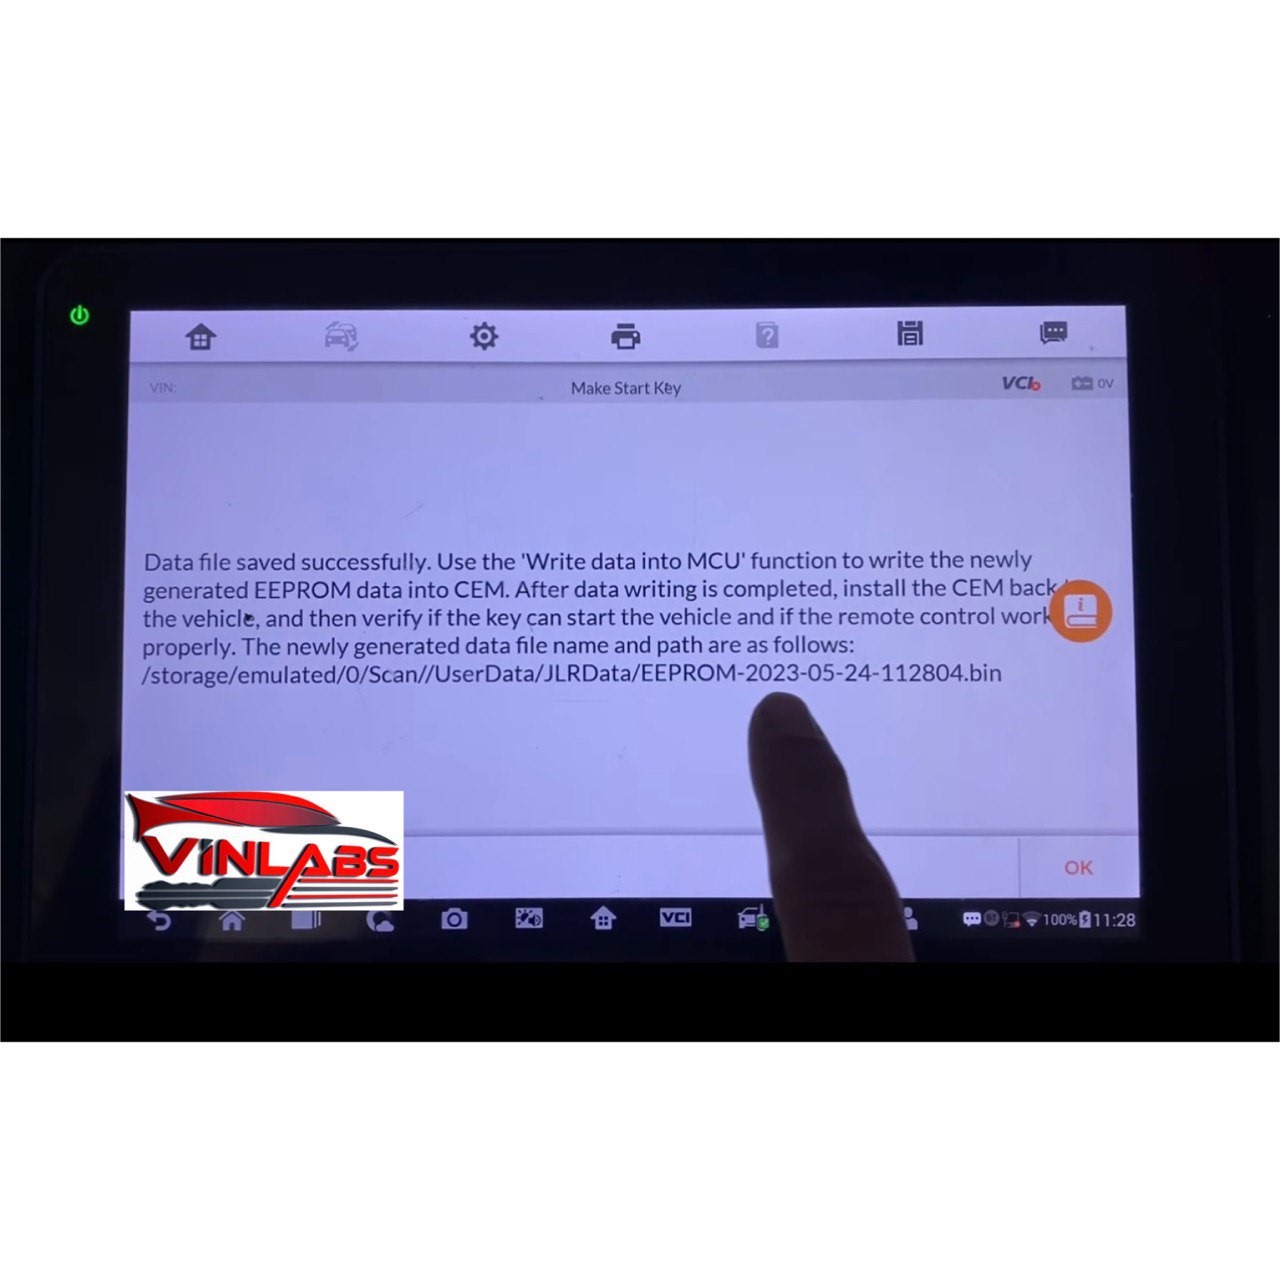 VIN:
Make Start Key
VCI
0V
Data file saved successfully. Use the 'Write data into MCU' function to write the newly
generated EEPROM data into CEM. After data writing is completed, install the CEM back
the vehicle, and then verify if the key can start the vehicle and if the remote control work
properly. The newly generated data file name and path are as follows:
/storage/emulated/0/Scan//UserData/JLRData/EEPROM-2023-05-24-112804.bin
ViNLABS
OK
VCI
100%
11:28